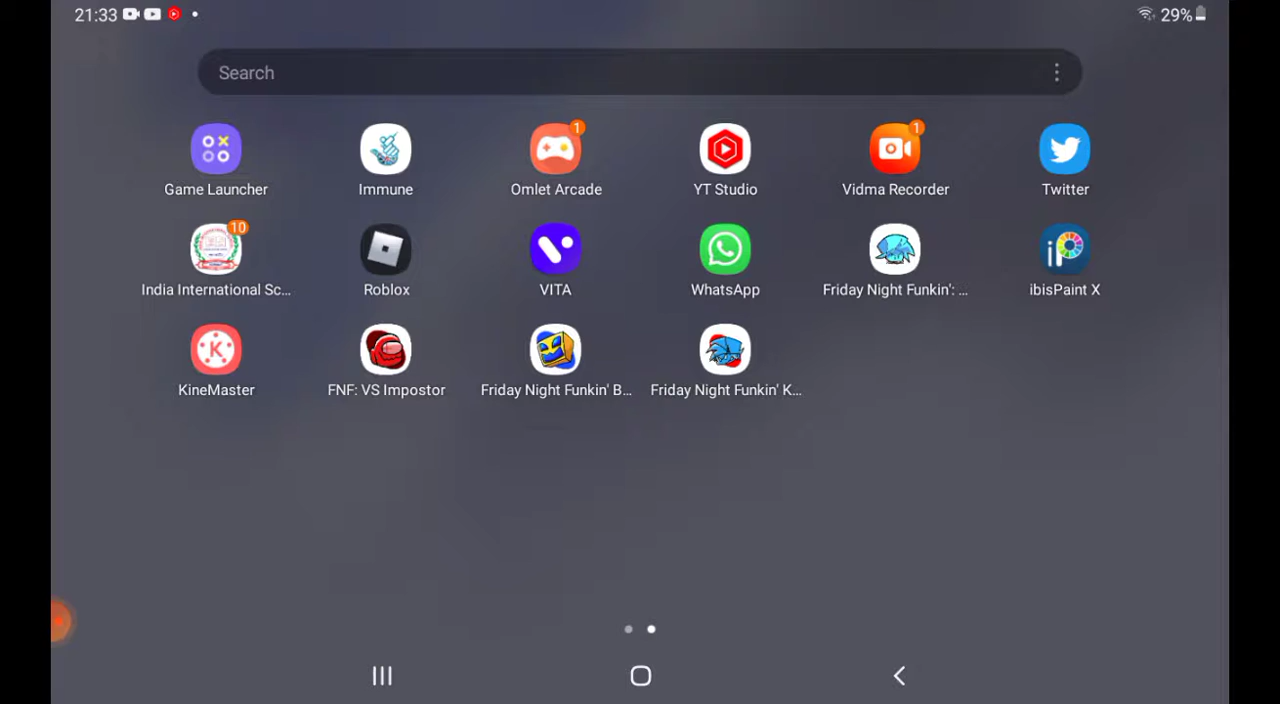 21:33
29%
Search
Game Launcher
Immune
1
Omlet Arcade
YT Studio
1
Vidma Recorder
Twitter
10
India International Sc...
Roblox
VITA
WhatsApp
Friday Night Funkin': ...
iP
ibisPaint X
K
KineMaster
FNF: VS Impostor
Friday Night Funkin' B...
Friday Night Funkin' K...